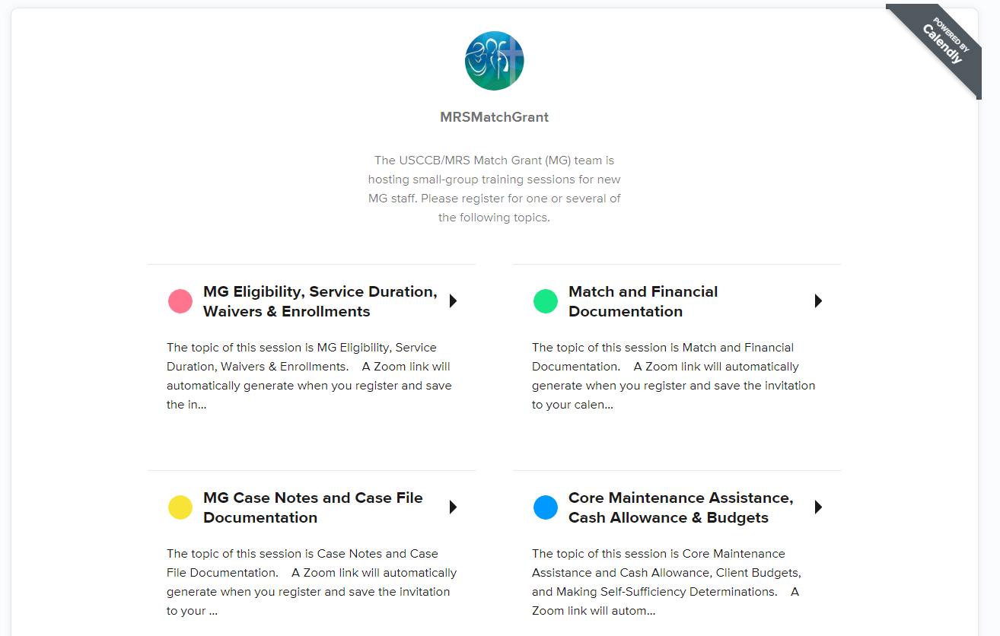 POWERED BY
Calendly
MRSMatchGrant
The USCCB/MRS Match Grant (MG) team is
hosting small-group training sessions for new
MG staff. Please register for one or several of
the following topics.
MG Eligibility, Service Duration,
Waivers & Enrollments
The topic of this session is MG Eligibility, Service
Duration, Waivers & Enrollments.    A Zoom link will
automatically generate when you register and save
the in...
Match and Financial
Documentation
The topic of this session is Match and Financial
Documentation.    A Zoom link will automatically
generate when you register and save the invitation
to your calen...
MG Case Notes and Case File
Documentation
The topic of this session is Case Notes and Case
File Documentation.    A Zoom link will automatically
generate when you register and save the invitation
to your ...
Core Maintenance Assistance,
Cash Allowance & Budgets
The topic of this session is Core Maintenance
Assistance and Cash Allowance, Client Budgets,
and Making Self-Sufficiency Determinations.    A
Zoom link will autom...